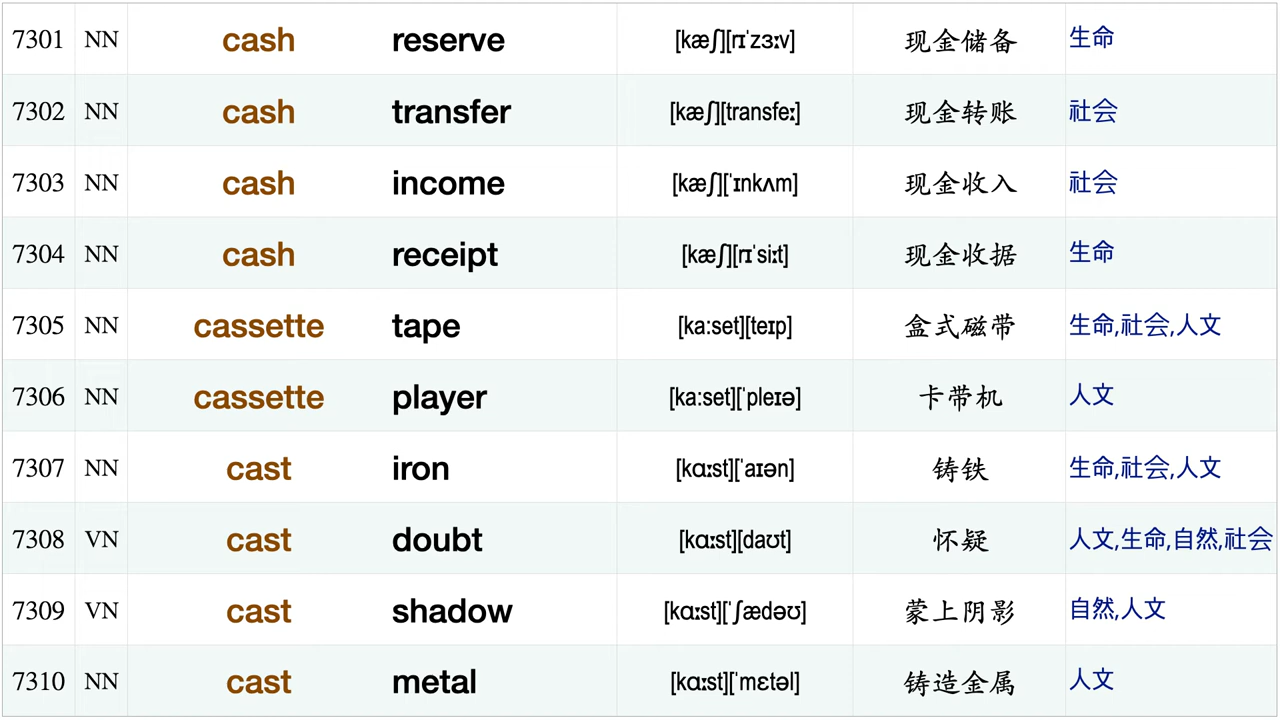 7301 NN cash reserve [kæʃ][rɪˈzɜːv] 现金储备 生命
7302 NN cash transfer [kæʃ][transfeː] 现金转账 社会
7303 NN cash income [kæʃ][ˈɪnkʌm] 现金收入 社会
7304 NN cash receipt [kæʃ][rɪˈsiːt] 现金收据 生命
7305 NN cassette tape [kaːset][teɪp] 盒式磁带 生命,社会,人文
7306 NN cassette player [kaːset][ˈpleɪə] 卡带机 人文
7307 NN cast iron [kɑːst][ˈaɪən] 铸铁 生命,社会,人文
7308 VN cast doubt [kɑːst][daʊt] 怀疑 人文,生命,自然,社会
7309 VN cast shadow [kɑːst][ˈʃædəʊ] 蒙上阴影 自然,人文
7310 NN cast metal [kɑːst][ˈmɛtəl] 铸造金属 人文